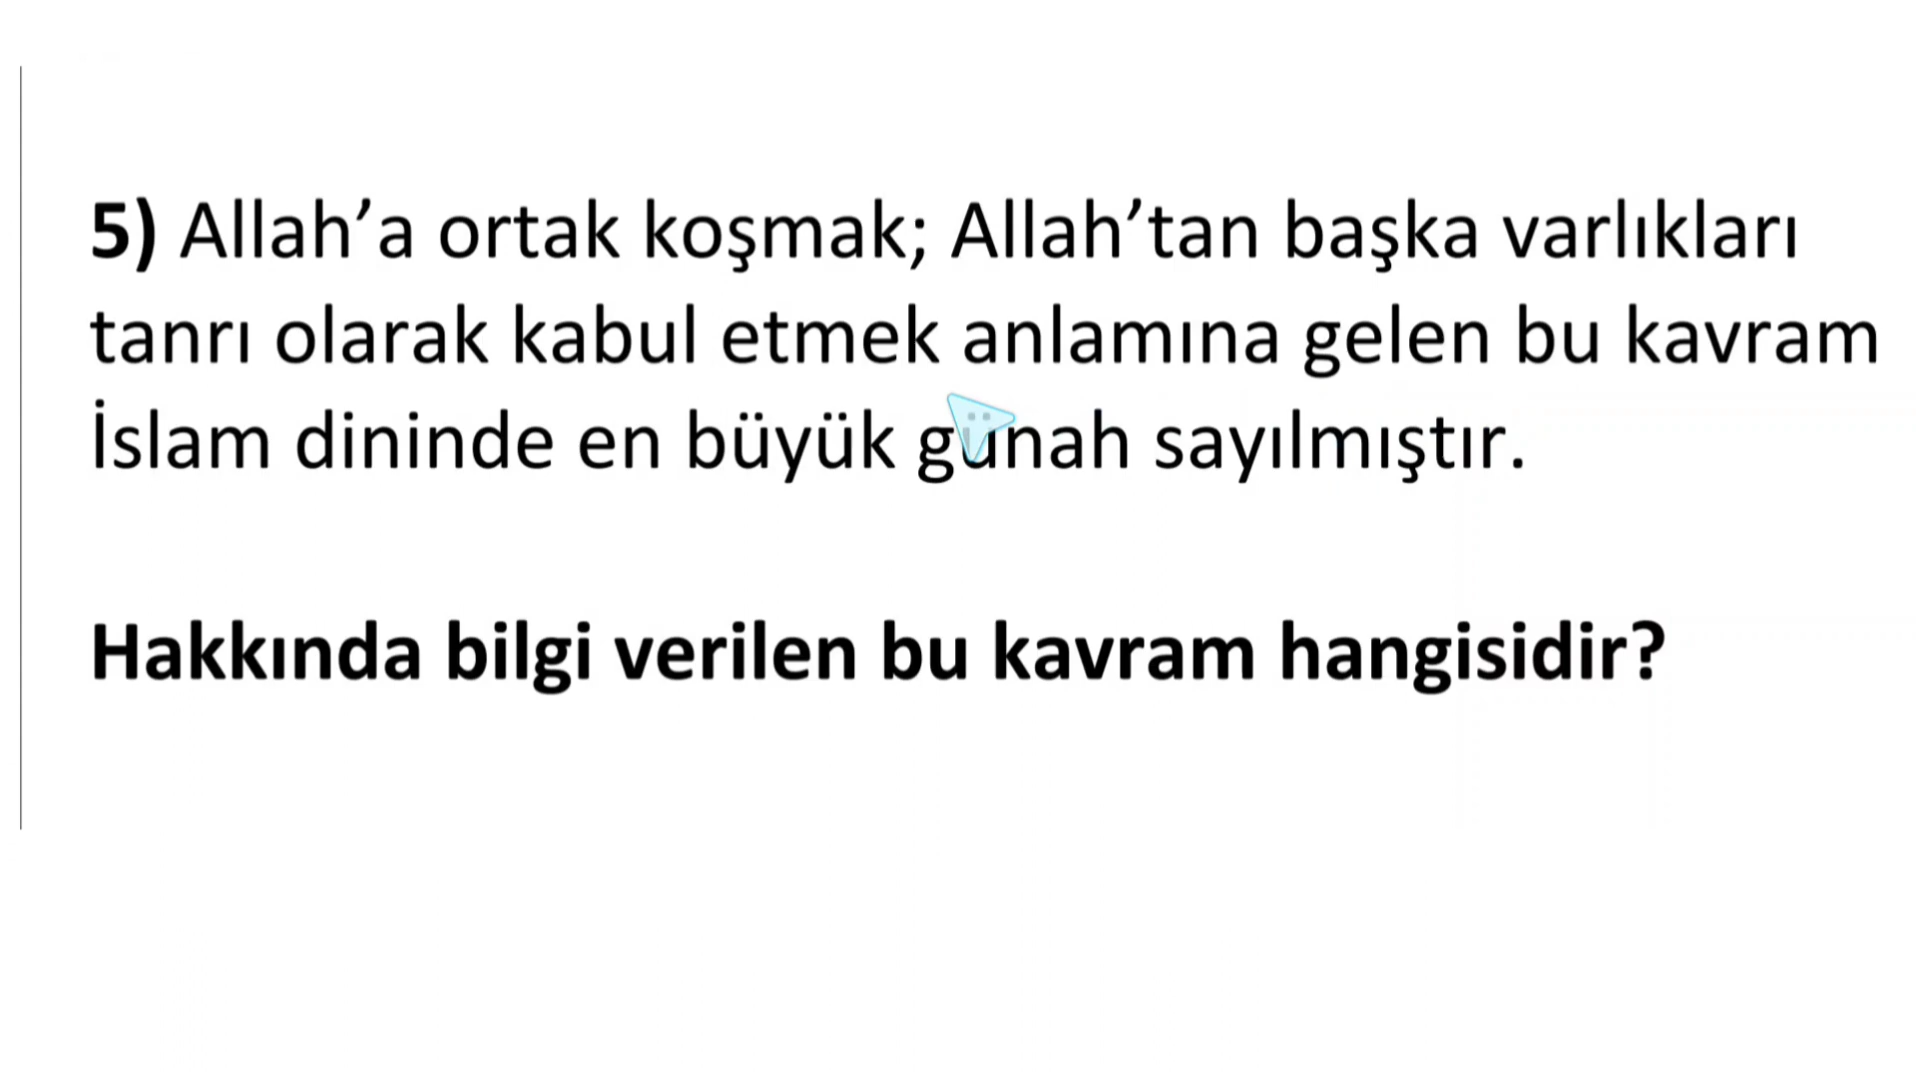 5) Allah’a ortak koşmak; Allah’tan başka varlıkları
tanrı olarak kabul etmek anlamına gelen bu kavram
İslam dininde en büyük günah sayılmıştır.
Hakkında bilgi verilen bu kavram hangisidir?